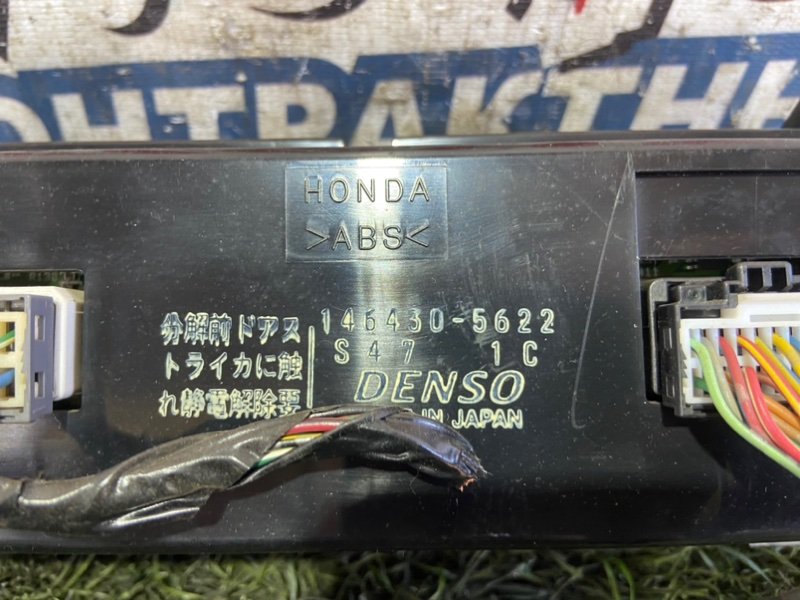 ОНТРАКТН
HONDA
>ABS<
分解前ドアス
トライカに触
れ静電解除要
146430-5622
S47 1C
DENSO
IN JAPAN